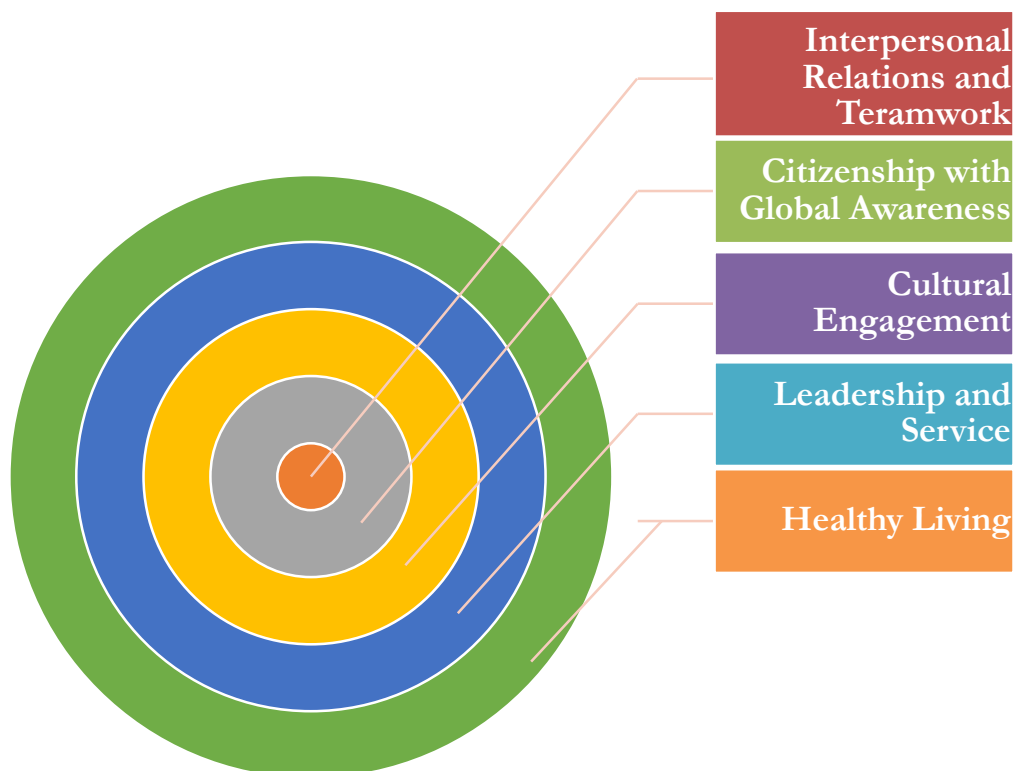 Interpersonal
Relations and
Teramwork
Citizenship with
Global Awareness
Cultural
Engagement
Leadership and
Service
Healthy Living